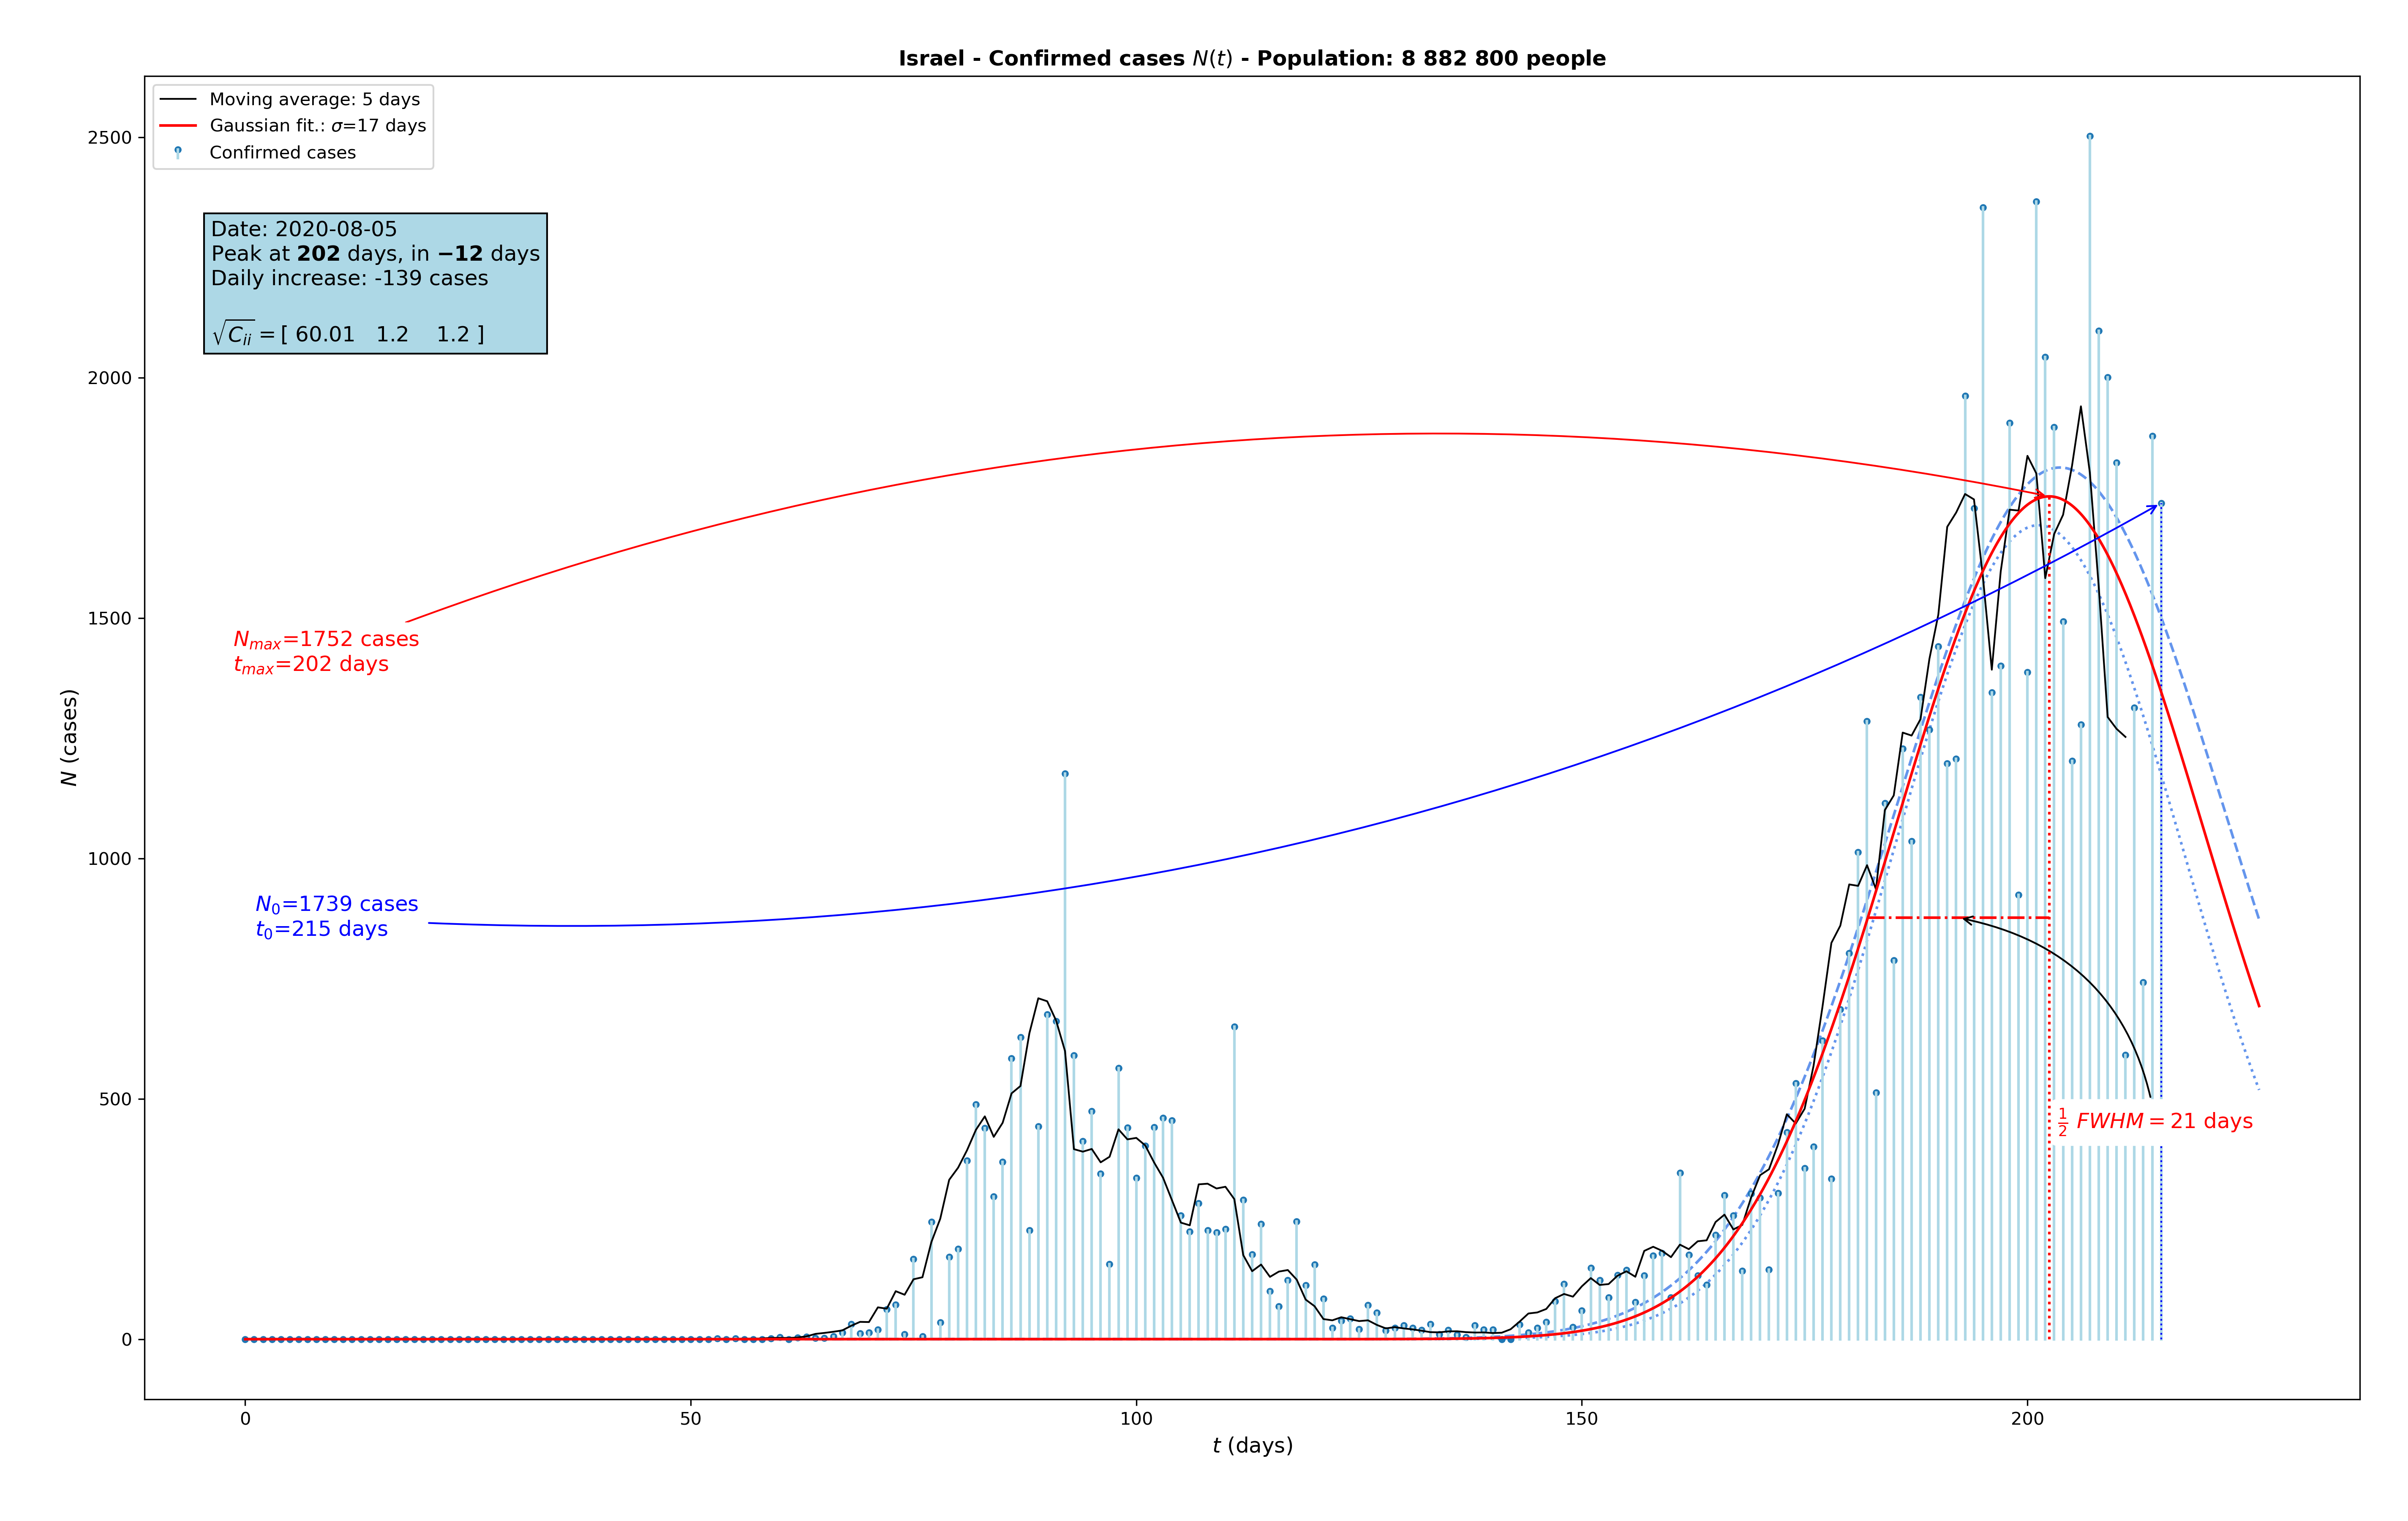 Israel - Confirmed cases N(t) - Population: 8 882 800 people
Moving average: 5 days
Gaussian fit.: σ=17 days
Confirmed cases
Date: 2020-08-05
Peak at 202 days, in −12 days
Daily increase: -139 cases
√C_ii = [ 60.01 1.2 1.2 ]
N_max=1752 cases
t_max=202 days
N_0=1739 cases
t_0=215 days
½ FWHM = 21 days
N (cases)
2500
2000
1500
1000
500
0
0 50 100 150 200
t (days)